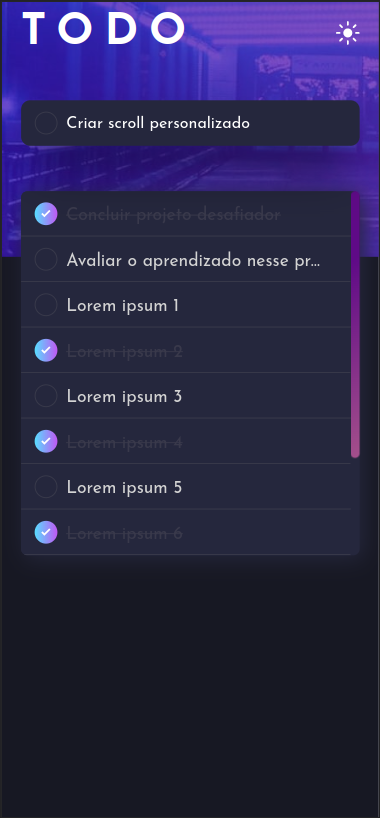 TODO
Criar scroll personalizado
Concluir projeto desafiador
Avaliar o aprendizado nesse pr...
Lorem ipsum 1
Lorem ipsum 2
Lorem ipsum 3
Lorem ipsum 4
Lorem ipsum 5
Lorem ipsum 6